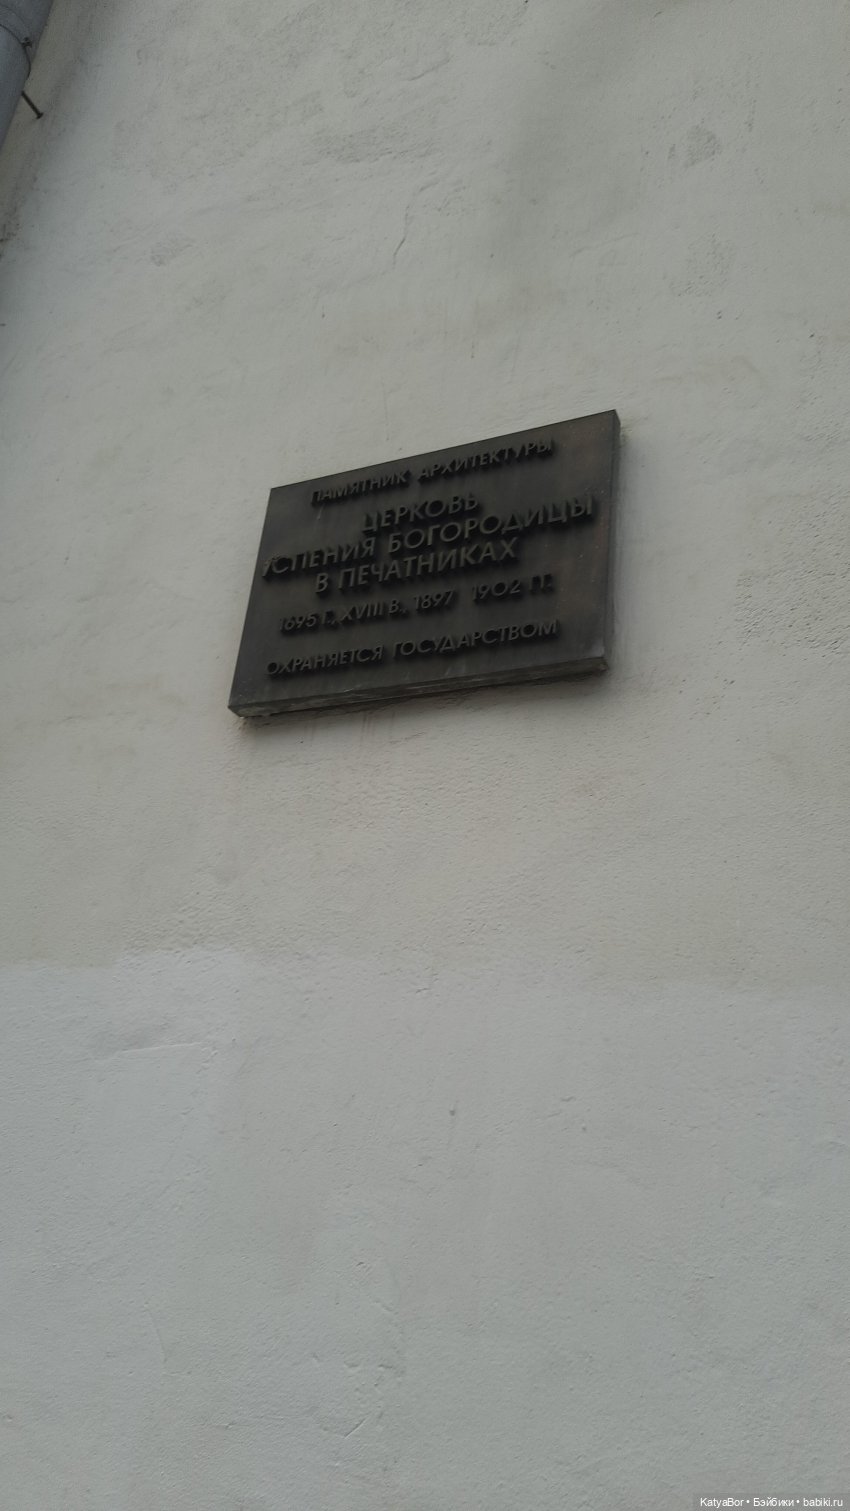 ПАМЯТНИК АРХИТЕКТУРЫ
ЦЕРКОВЬ
УСПЕНИЯ БОГОРОДИЦЫ
В ПЕЧАТНИКАХ
1695 Г., XVIII В., 1897 1902 ГГ.
ОХРАНЯЕТСЯ ГОСУДАРСТВОМ
KatyaBor • Бэйбики • babiki.ru